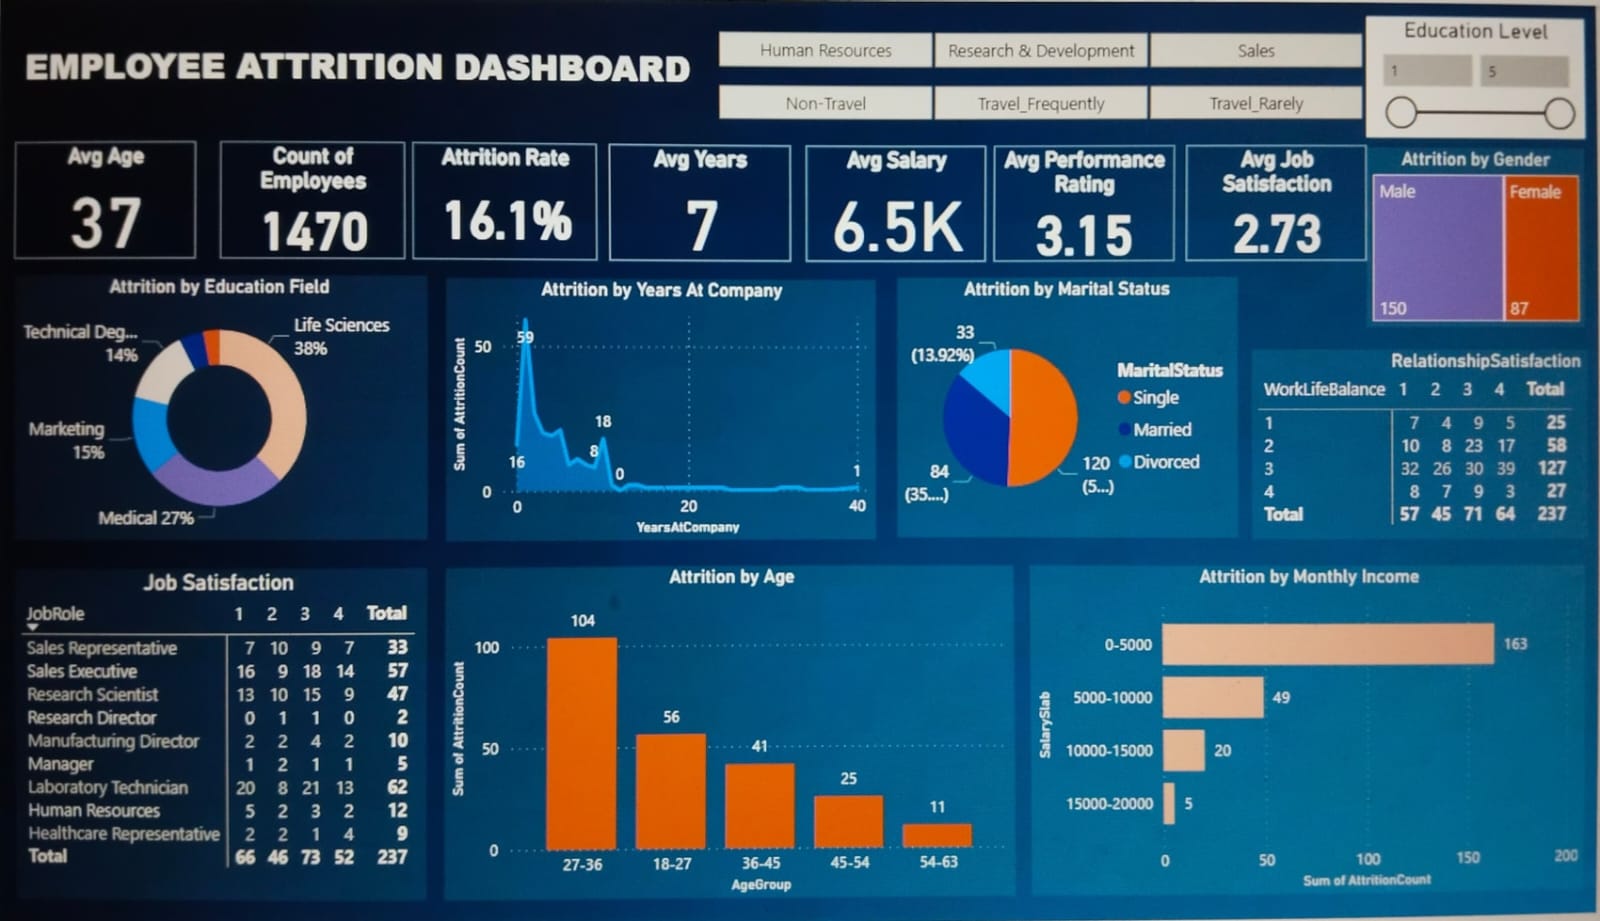 EMPLOYEE ATTRITION DASHBOARD
Human Resources
Research & Development
Sales
Non-Travel
Travel_Frequently
Travel_Rarely
Education Level
1
5
Avg Age
37
Count of
Employees
1470
Attrition Rate
16.1%
Avg Years
7
Avg Salary
6.5K
Avg Performance
Rating
3.15
Avg Job
Satisfaction
2.73
Attrition by Gender
Male
Female
150
87
Attrition by Education Field
Technical Deg...
14%
Life Sciences
38%
Marketing
15%
Medical 27%
Attrition by Years At Company
Sum of AttritionCount
50
0
59
16
8
18
0
1
0
20
40
YearsAtCompany
Attrition by Marital Status
33
(13.92%)
84
(35....)
120
(5...)
MaritalStatus
Single
Married
Divorced
RelationshipSatisfaction
WorkLifeBalance 1 2 3 4 Total
1 7 4 9 5 25
2 10 8 23 17 58
3 32 26 30 39 127
4 8 7 9 3 27
Total 57 45 71 64 237
Job Satisfaction
JobRole 1 2 3 4 Total
Sales Representative 7 10 9 7 33
Sales Executive 16 9 18 14 57
Research Scientist 13 10 15 9 47
Research Director 0 1 1 0 2
Manufacturing Director 2 2 4 2 10
Manager 1 2 1 1 5
Laboratory Technician 20 8 21 13 62
Human Resources 5 2 3 2 12
Healthcare Representative 2 2 1 4 9
Total 66 46 73 52 237
Attrition by Age
Sum of AttritionCount
100
50
0
104
56
41
25
11
27-36
18-27
36-45
45-54
54-63
AgeGroup
Attrition by Monthly Income
SalarySlab
0-5000 163
5000-10000 49
10000-15000 20
15000-20000 5
0
50
100
150
200
Sum of AttritionCount